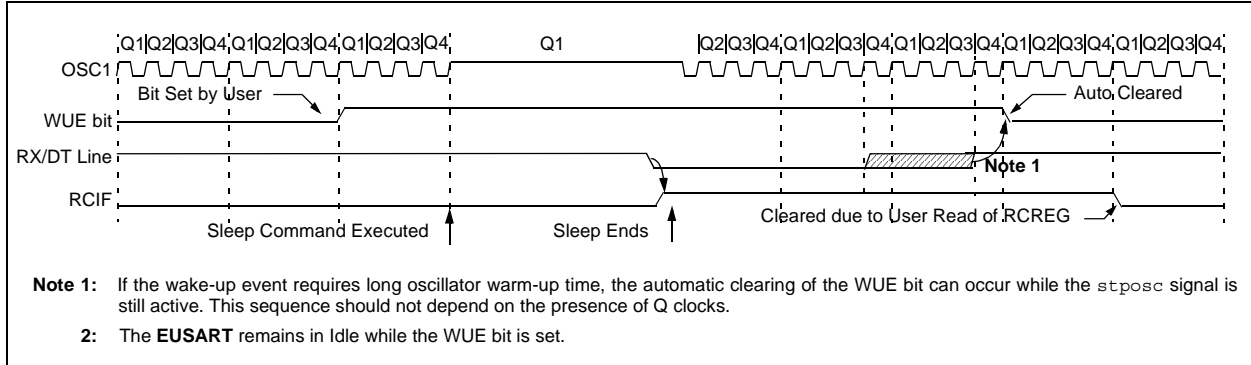 Q1 Q2 Q3 Q4 Q1 Q2 Q3 Q4 Q1 Q2 Q3 Q4 Q1 Q2 Q3 Q4 Q1 Q2 Q3 Q4 Q1 Q2 Q3 Q4 Q1 Q2 Q3 Q4 Q1 Q2 Q3 Q4
OSC1
Bit Set by User
Auto Cleared
WUE bit
RX/DT Line
Note 1
RCIF
Cleared due to User Read of RCREG
Sleep Command Executed
Sleep Ends
Note 1: If the wake-up event requires long oscillator warm-up time, the automatic clearing of the WUE bit can occur while the stposc signal is
still active. This sequence should not depend on the presence of Q clocks.
2: The EUSART remains in Idle while the WUE bit is set.